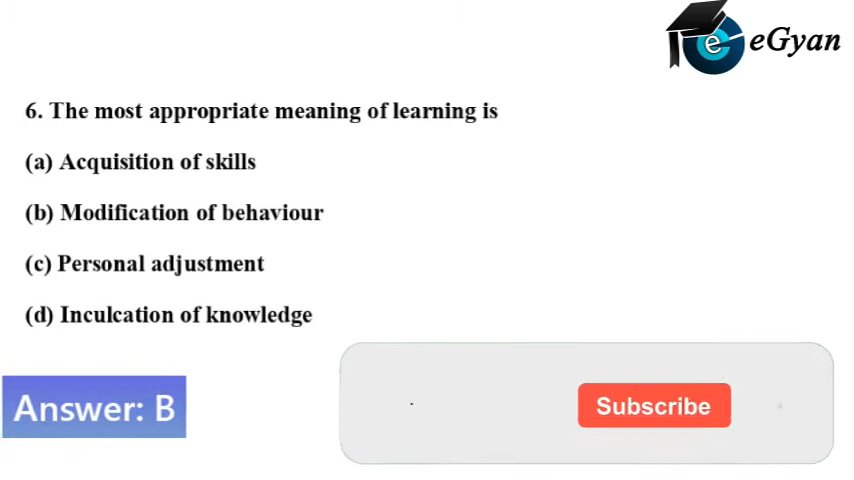 e eGyan
6. The most appropriate meaning of learning is
(a) Acquisition of skills
(b) Modification of behaviour
(c) Personal adjustment
(d) Inculcation of knowledge
Answer: B
Subscribe